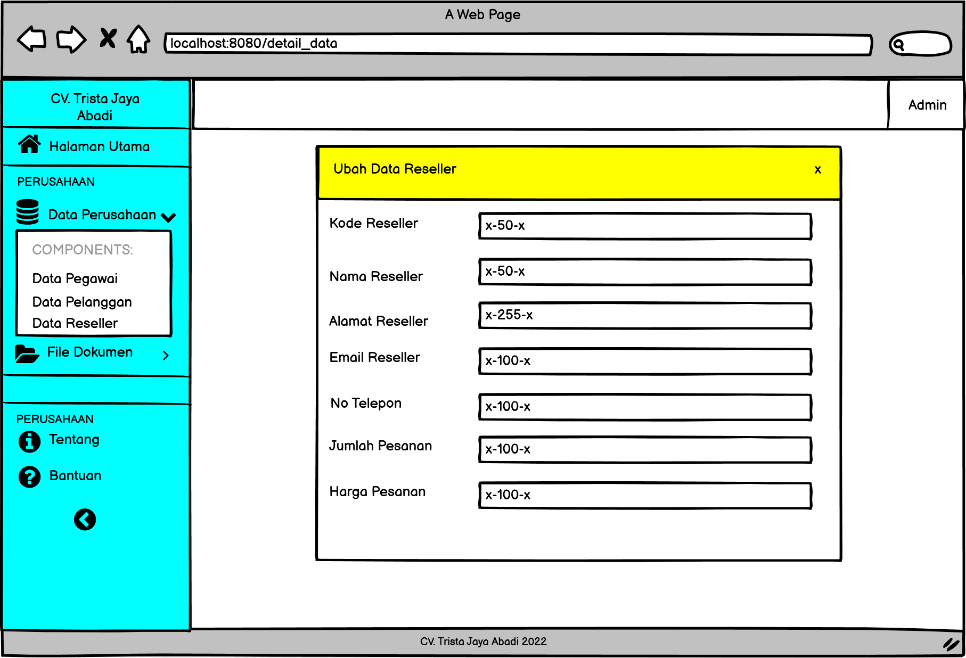 A Web Page
localhost:8080/detail_data
CV. Trista Jaya
Abadi
Admin
Halaman Utama
PERUSAHAAN
Data Perusahaan
COMPONENTS:
Data Pegawai
Data Pelanggan
Data Reseller
File Dokumen
PERUSAHAAN
Tentang
Bantuan
Ubah Data Reseller x
Kode Reseller x-50-x
Nama Reseller x-50-x
Alamat Reseller x-255-x
Email Reseller x-100-x
No Telepon x-100-x
Jumlah Pesanan x-100-x
Harga Pesanan x-100-x
CV. Trista Jaya Abadi 2022